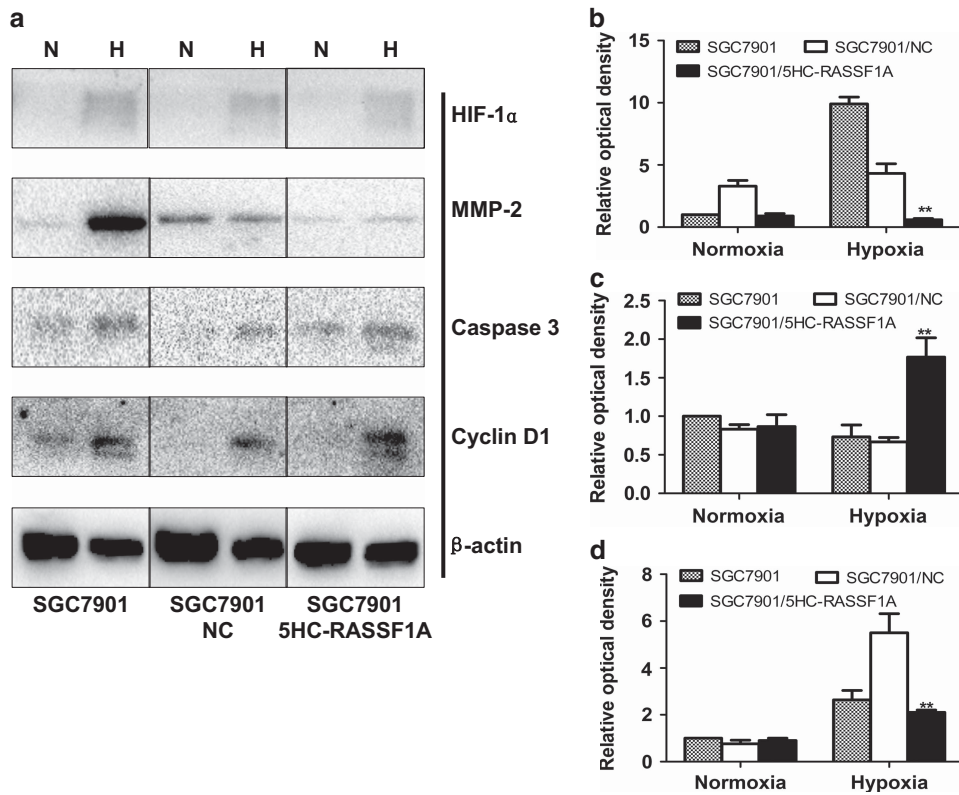 a
N H N H N H
HIF-1α
MMP-2
Caspase 3
Cyclin D1
β-actin
SGC7901 SGC7901 SGC7901
NC 5HC-RASSF1A
b
Relative optical density
15
10
5
0
SGC7901 SGC7901/NC
SGC7901/5HC-RASSF1A
**
Normoxia Hypoxia
c
Relative optical density
2.5
2.0
1.5
1.0
0.5
0.0
SGC7901 SGC7901/NC
SGC7901/5HC-RASSF1A
**
Normoxia Hypoxia
d
Relative optical density
8
6
4
2
0
SGC7901 SGC7901/NC
SGC7901/5HC-RASSF1A
**
Normoxia Hypoxia